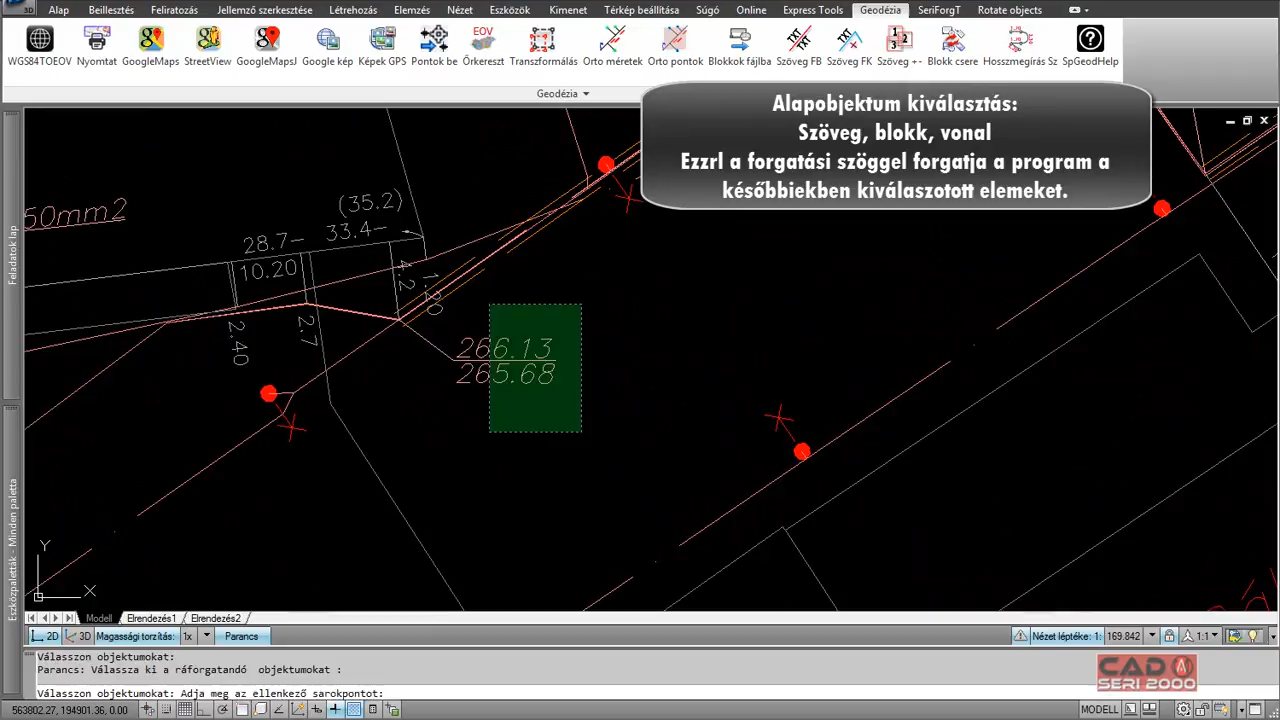 3D
Alap Beillesztés Feliratozás Jellemző szerkesztése Létrehozás Elemzés Nézet Eszközök Kimenet Térkép beállítása Súgó Online Express Tools Geodézia SeriForgT Rotate objects
EOV TXT TXT TXT TXT
WGS84TOEOV Nyomtat GoogleMaps StreetView GoogleMapsJ Google kép Képek GPS Pontok be Őrkereszt Transzformálás Orto méretek Orto pontok Blokkok fájlba Szöveg FB Szöveg FK Szöveg +- Blokk csere Hosszmegírás Sz SpGeodHelp
Geodézia
Alapobjektum kiválasztás:
Szöveg, blokk, vonal
Ezzrl a forgatási szöggel forgatja a program a
későbbiekben kiválaszotott elemeket.
Feladatok lap
50mm2
(35.2)
28.7
33.4
10.20
4.2
1.20
2.40
2.7
266.13
265.68
Eszközpaletták - Minden paletta
Y
X
Modell Elrendezés1 Elrendezés2
2D 3D Magassági torzítás: 1x Parancs Nézet léptéke: 1: 169.842 1:1
Válasszon objektumokat:
Parancs: Válassza ki a ráforgatandó objektumokat :
Válasszon objektumokat: Adja meg az ellenkező sarokpontot:
CAD
SERI 2000
563802.27, 194901.36, 0.00 MODELL